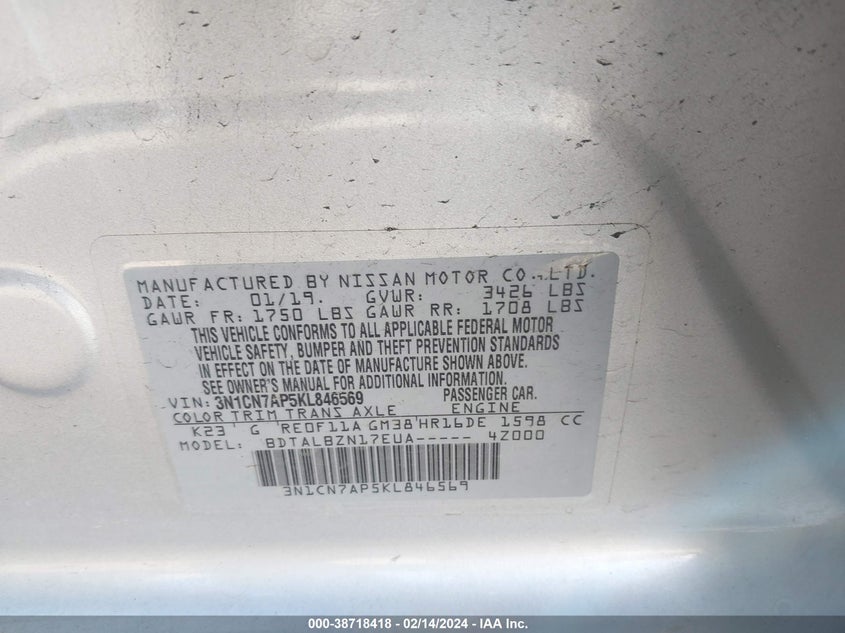 MANUFACTURED BY NISSAN MOTOR CO.,LTD.
DATE: 01/19. GVWR: 3426 LBS
GAWR FR: 1750 LBS GAWR RR: 1708 LBS
THIS VEHICLE CONFORMS TO ALL APPLICABLE FEDERAL MOTOR
VEHICLE SAFETY, BUMPER AND THEFT PREVENTION STANDARDS
IN EFFECT ON THE DATE OF MANUFACTURE SHOWN ABOVE.
SEE OWNER'S MANUAL FOR ADDITIONAL INFORMATION.
VIN: 3N1CN7AP5KL846569 PASSENGER CAR.
COLOR TRIM TRANS AXLE ENGINE
K23 G RE0F11A GM38 HR16DE 1598 CC
MODEL: BDTALBZN17EUA----- 4Z000
3N1CN7AP5KL846569
000-38718418 - 02/14/2024 - IAA Inc.